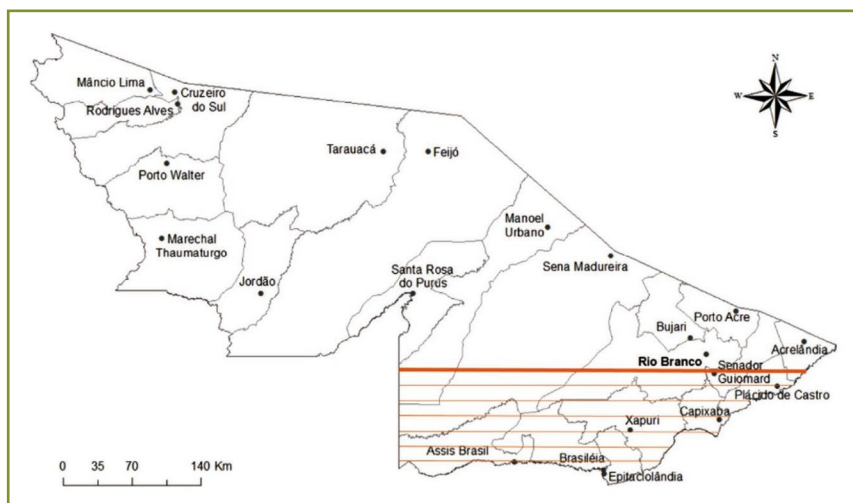 N
W
E
S
Mâncio Lima
Cruzeiro
do Sul
Rodrigues Alves
Tarauacá
Feijó
Porto Walter
Manoel
Urbano
Marechal
Thaumaturgo
Sena Madureira
Santa Rosa
do Purus
Jordão
Porto Acre
Bujari
Acrelândia
Rio Branco
Senador
Guiomard
Plácido de Castro
Capixaba
Xapuri
Assis Brasil
Brasiléia
Epitaciolândia
0 35 70 140 Km